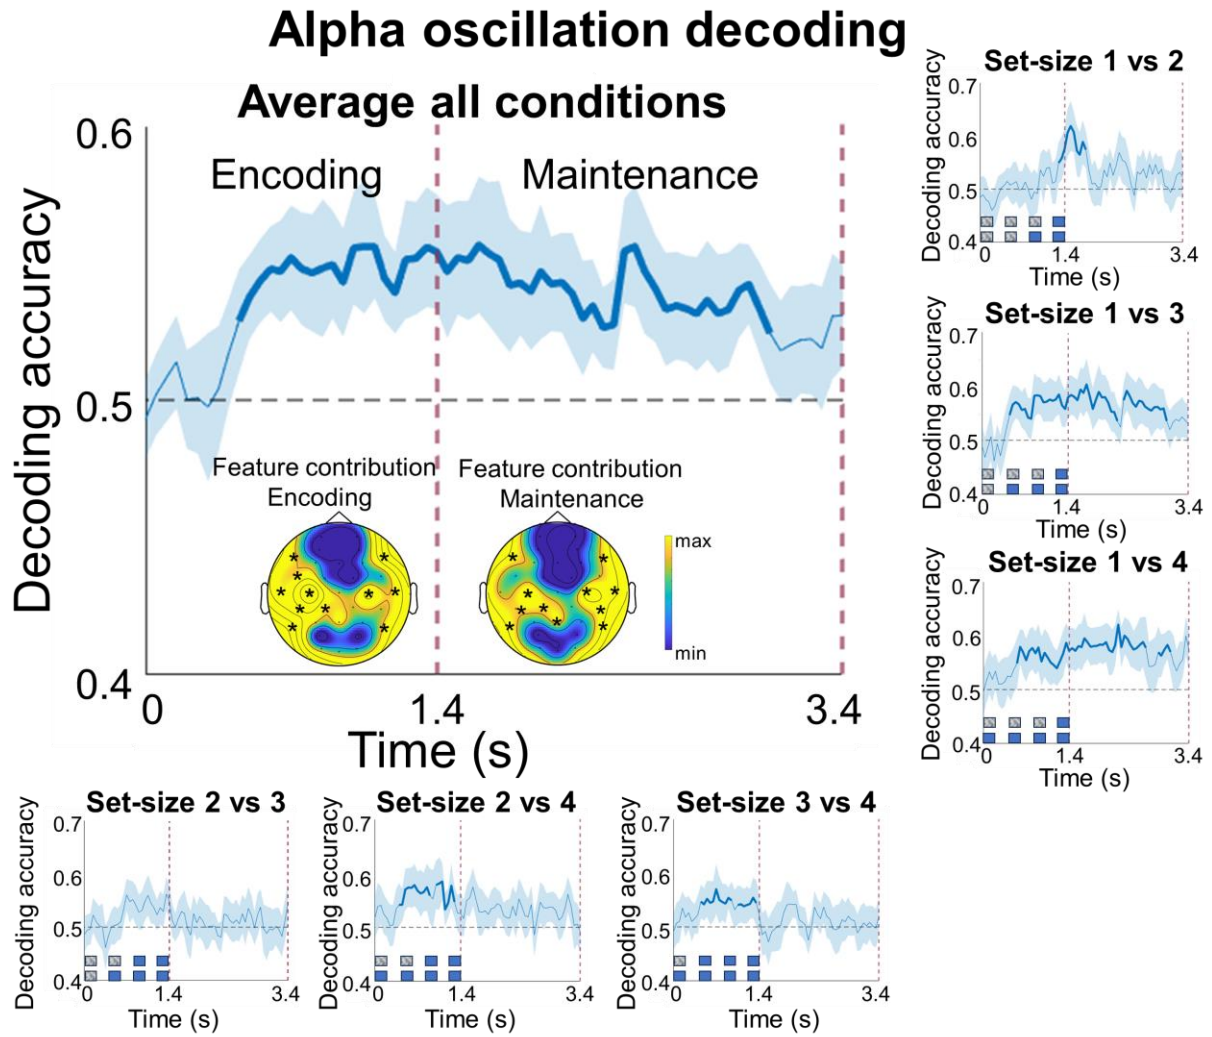 Alpha oscillation decoding
Average all conditions
Encoding
Maintenance
Decoding accuracy
0.6
0.5
0.4
Feature contribution
Encoding
Feature contribution
Maintenance
* * * * * * * * * *
* * * * * * * * * *
max
min
0
1.4
3.4
Time (s)
Set-size 1 vs 2
Decoding accuracy
0.7
0.6
0.5
0.4
0
1.4
3.4
Time (s)
Set-size 1 vs 3
Decoding accuracy
0.7
0.6
0.5
0.4
0
1.4
3.4
Time (s)
Set-size 1 vs 4
Decoding accuracy
0.7
0.6
0.5
0.4
0
1.4
3.4
Time (s)
Set-size 2 vs 3
Decoding accuracy
0.7
0.6
0.5
0.4
0
1.4
3.4
Time (s)
Set-size 2 vs 4
Decoding accuracy
0.7
0.6
0.5
0.4
0
1.4
3.4
Time (s)
Set-size 3 vs 4
Decoding accuracy
0.7
0.6
0.5
0.4
0
1.4
3.4
Time (s)